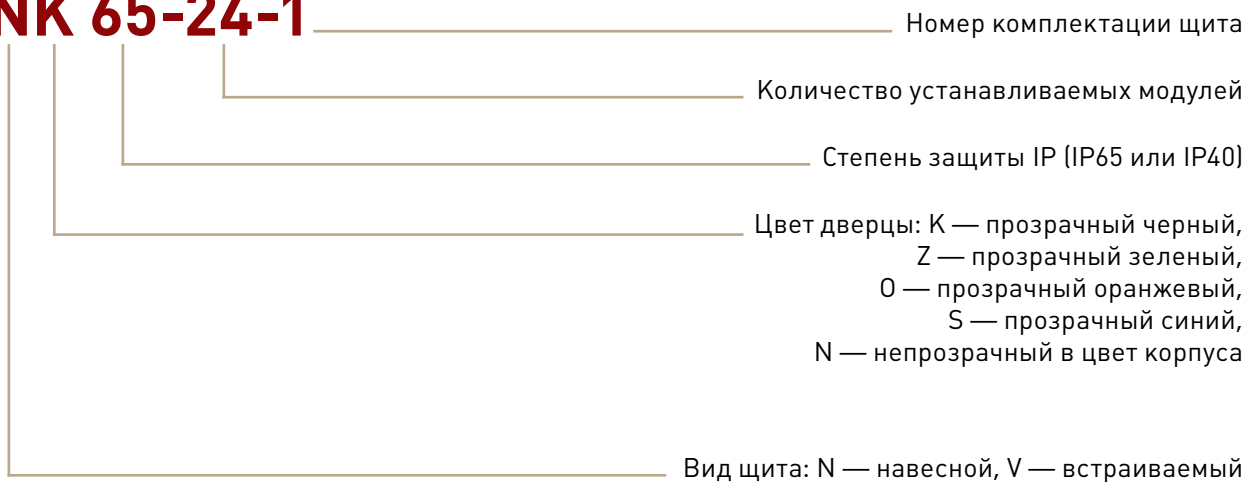 NK 65-24-1
Номер комплектации щита
Количество устанавливаемых модулей
Степень защиты IP (IP65 или IP40)
Цвет дверцы: K — прозрачный черный,
Z — прозрачный зеленый,
O — прозрачный оранжевый,
S — прозрачный синий,
N — непрозрачный в цвет корпуса
Вид щита: N — навесной, V — встраиваемый